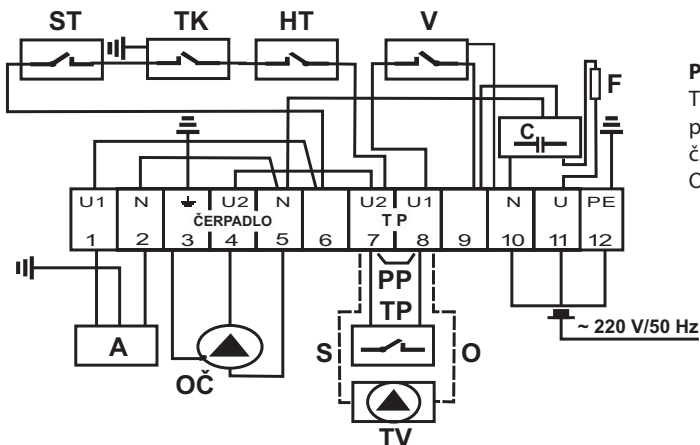 ST TK HT V
F
P
T
C p
č
C
U1 N U2 N U2 U1 N U PE
ČERPADLO T P
1 2 3 4 5 6 7 8 9 10 11 12
PP
TP
A
~ 220 V/50 Hz
S O
OČ
TV